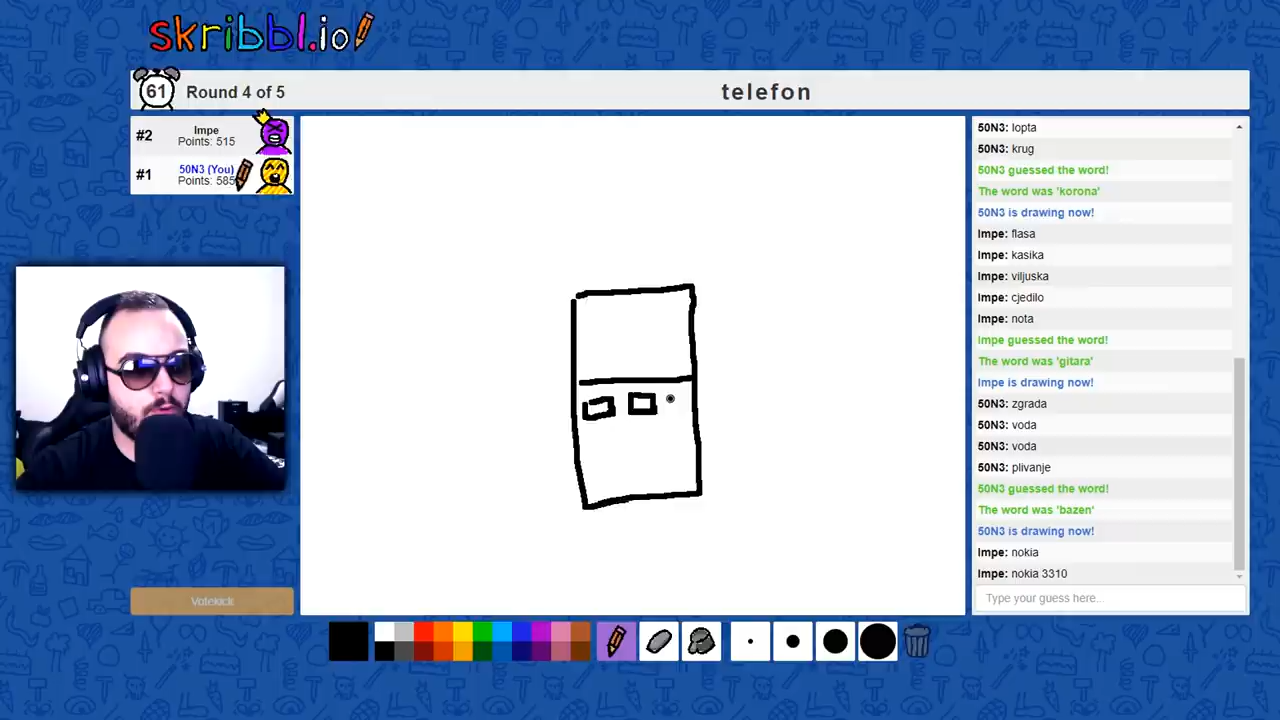 skribbl.io
61 Round 4 of 5 telefon
#2 Impe
Points: 515
#1 50N3 (You)
Points: 585
50N3: lopta
50N3: krug
50N3 guessed the word!
The word was 'korona'
50N3 is drawing now!
Impe: flasa
Impe: kasika
Impe: viljuska
Impe: cjedilo
Impe: nota
Impe guessed the word!
The word was 'gitara'
Impe is drawing now!
50N3: zgrada
50N3: voda
50N3: voda
50N3: plivanje
50N3 guessed the word!
The word was 'bazen'
50N3 is drawing now!
Impe: nokia
Impe: nokia 3310
Type your guess here...
Votekick